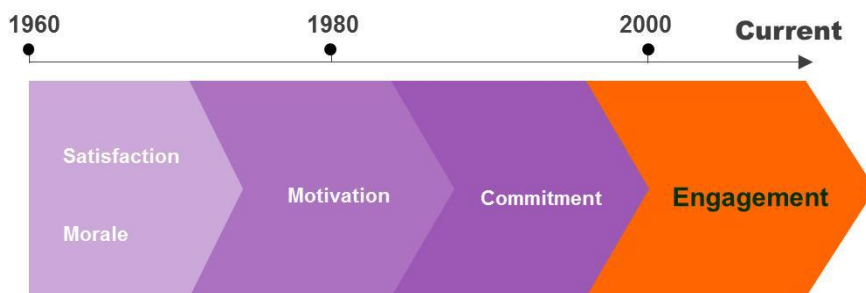 1960
1980
2000
Current
Satisfaction
Morale
Motivation
Commitment
Engagement